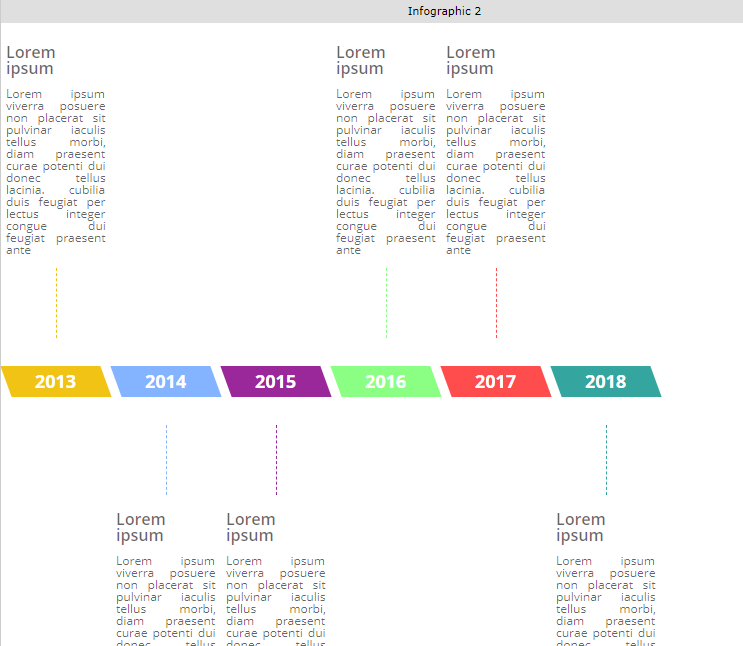 Infographic 2
Lorem
ipsum
Lorem ipsum
viverra posuere
non placerat sit
pulvinar iaculis
tellus morbi,
diam praesent
curae potenti dui
donec tellus
lacinia. cubilia
duis feugiat per
lectus integer
congue dui
feugiat praesent
ante
Lorem
ipsum
Lorem ipsum
viverra posuere
non placerat sit
pulvinar iaculis
tellus morbi,
diam praesent
curae potenti dui
donec tellus
lacinia. cubilia
duis feugiat per
lectus integer
congue dui
feugiat praesent
ante
Lorem
ipsum
Lorem ipsum
viverra posuere
non placerat sit
pulvinar iaculis
tellus morbi,
diam praesent
curae potenti dui
donec tellus
lacinia. cubilia
duis feugiat per
lectus integer
congue dui
feugiat praesent
ante
2013 2014 2015 2016 2017 2018
Lorem
ipsum
Lorem ipsum
viverra posuere
non placerat sit
pulvinar iaculis
tellus morbi,
diam praesent
curae potenti dui
donec tellus
Lorem
ipsum
Lorem ipsum
viverra posuere
non placerat sit
pulvinar iaculis
tellus morbi,
diam praesent
curae potenti dui
donec tellus
Lorem
ipsum
Lorem ipsum
viverra posuere
non placerat sit
pulvinar iaculis
tellus morbi,
diam praesent
curae potenti dui
donec tellus